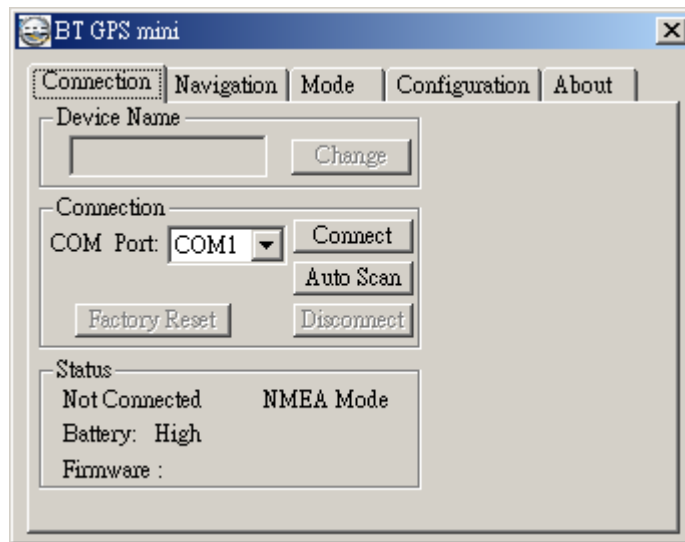 BT GPS mini
Connection Navigation Mode Configuration About
Device Name
Change
Connection
COM Port: COM1 Connect
Auto Scan
Factory Reset Disconnect
Status
Not Connected NMEA Mode
Battery: High
Firmware :